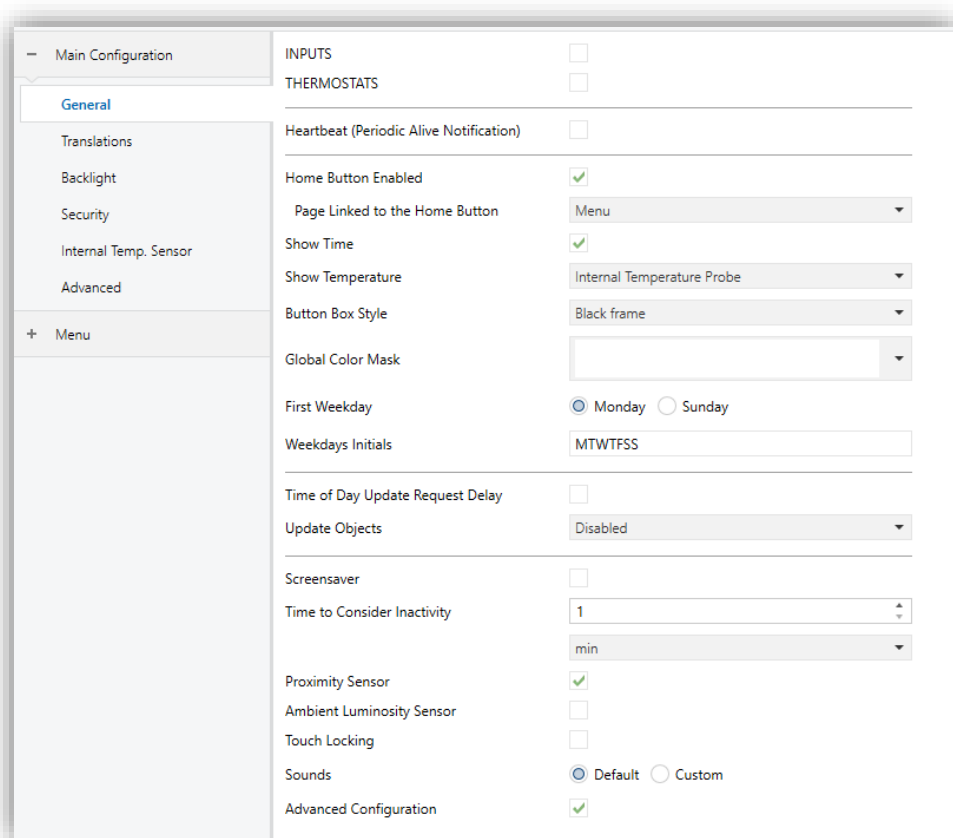 Main Configuration
General
Translations
Backlight
Security
Internal Temp. Sensor
Advanced
Menu
INPUTS
THERMOSTATS
Heartbeat (Periodic Alive Notification)
Home Button Enabled
Page Linked to the Home Button Menu
Show Time
Show Temperature Internal Temperature Probe
Button Box Style Black frame
Global Color Mask
First Weekday Monday Sunday
Weekdays Initials MTWTFSS
Time of Day Update Request Delay
Update Objects Disabled
Screensaver
Time to Consider Inactivity 1
min
Proximity Sensor
Ambient Luminosity Sensor
Touch Locking
Sounds Default Custom
Advanced Configuration